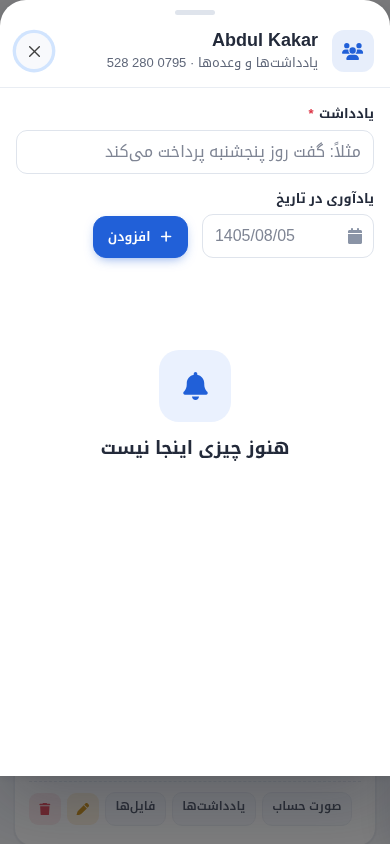 Abdul Kakar
یادداشت‌ها و وعده‌ها · 0795 280 528
یادداشت *
مثلاً: گفت روز پنجشنبه پرداخت می‌کند
یادآوری در تاریخ
1405/08/05
افزودن
هنوز چیزی اینجا نیست
صورت حساب
یادداشت‌ها
فایل‌ها